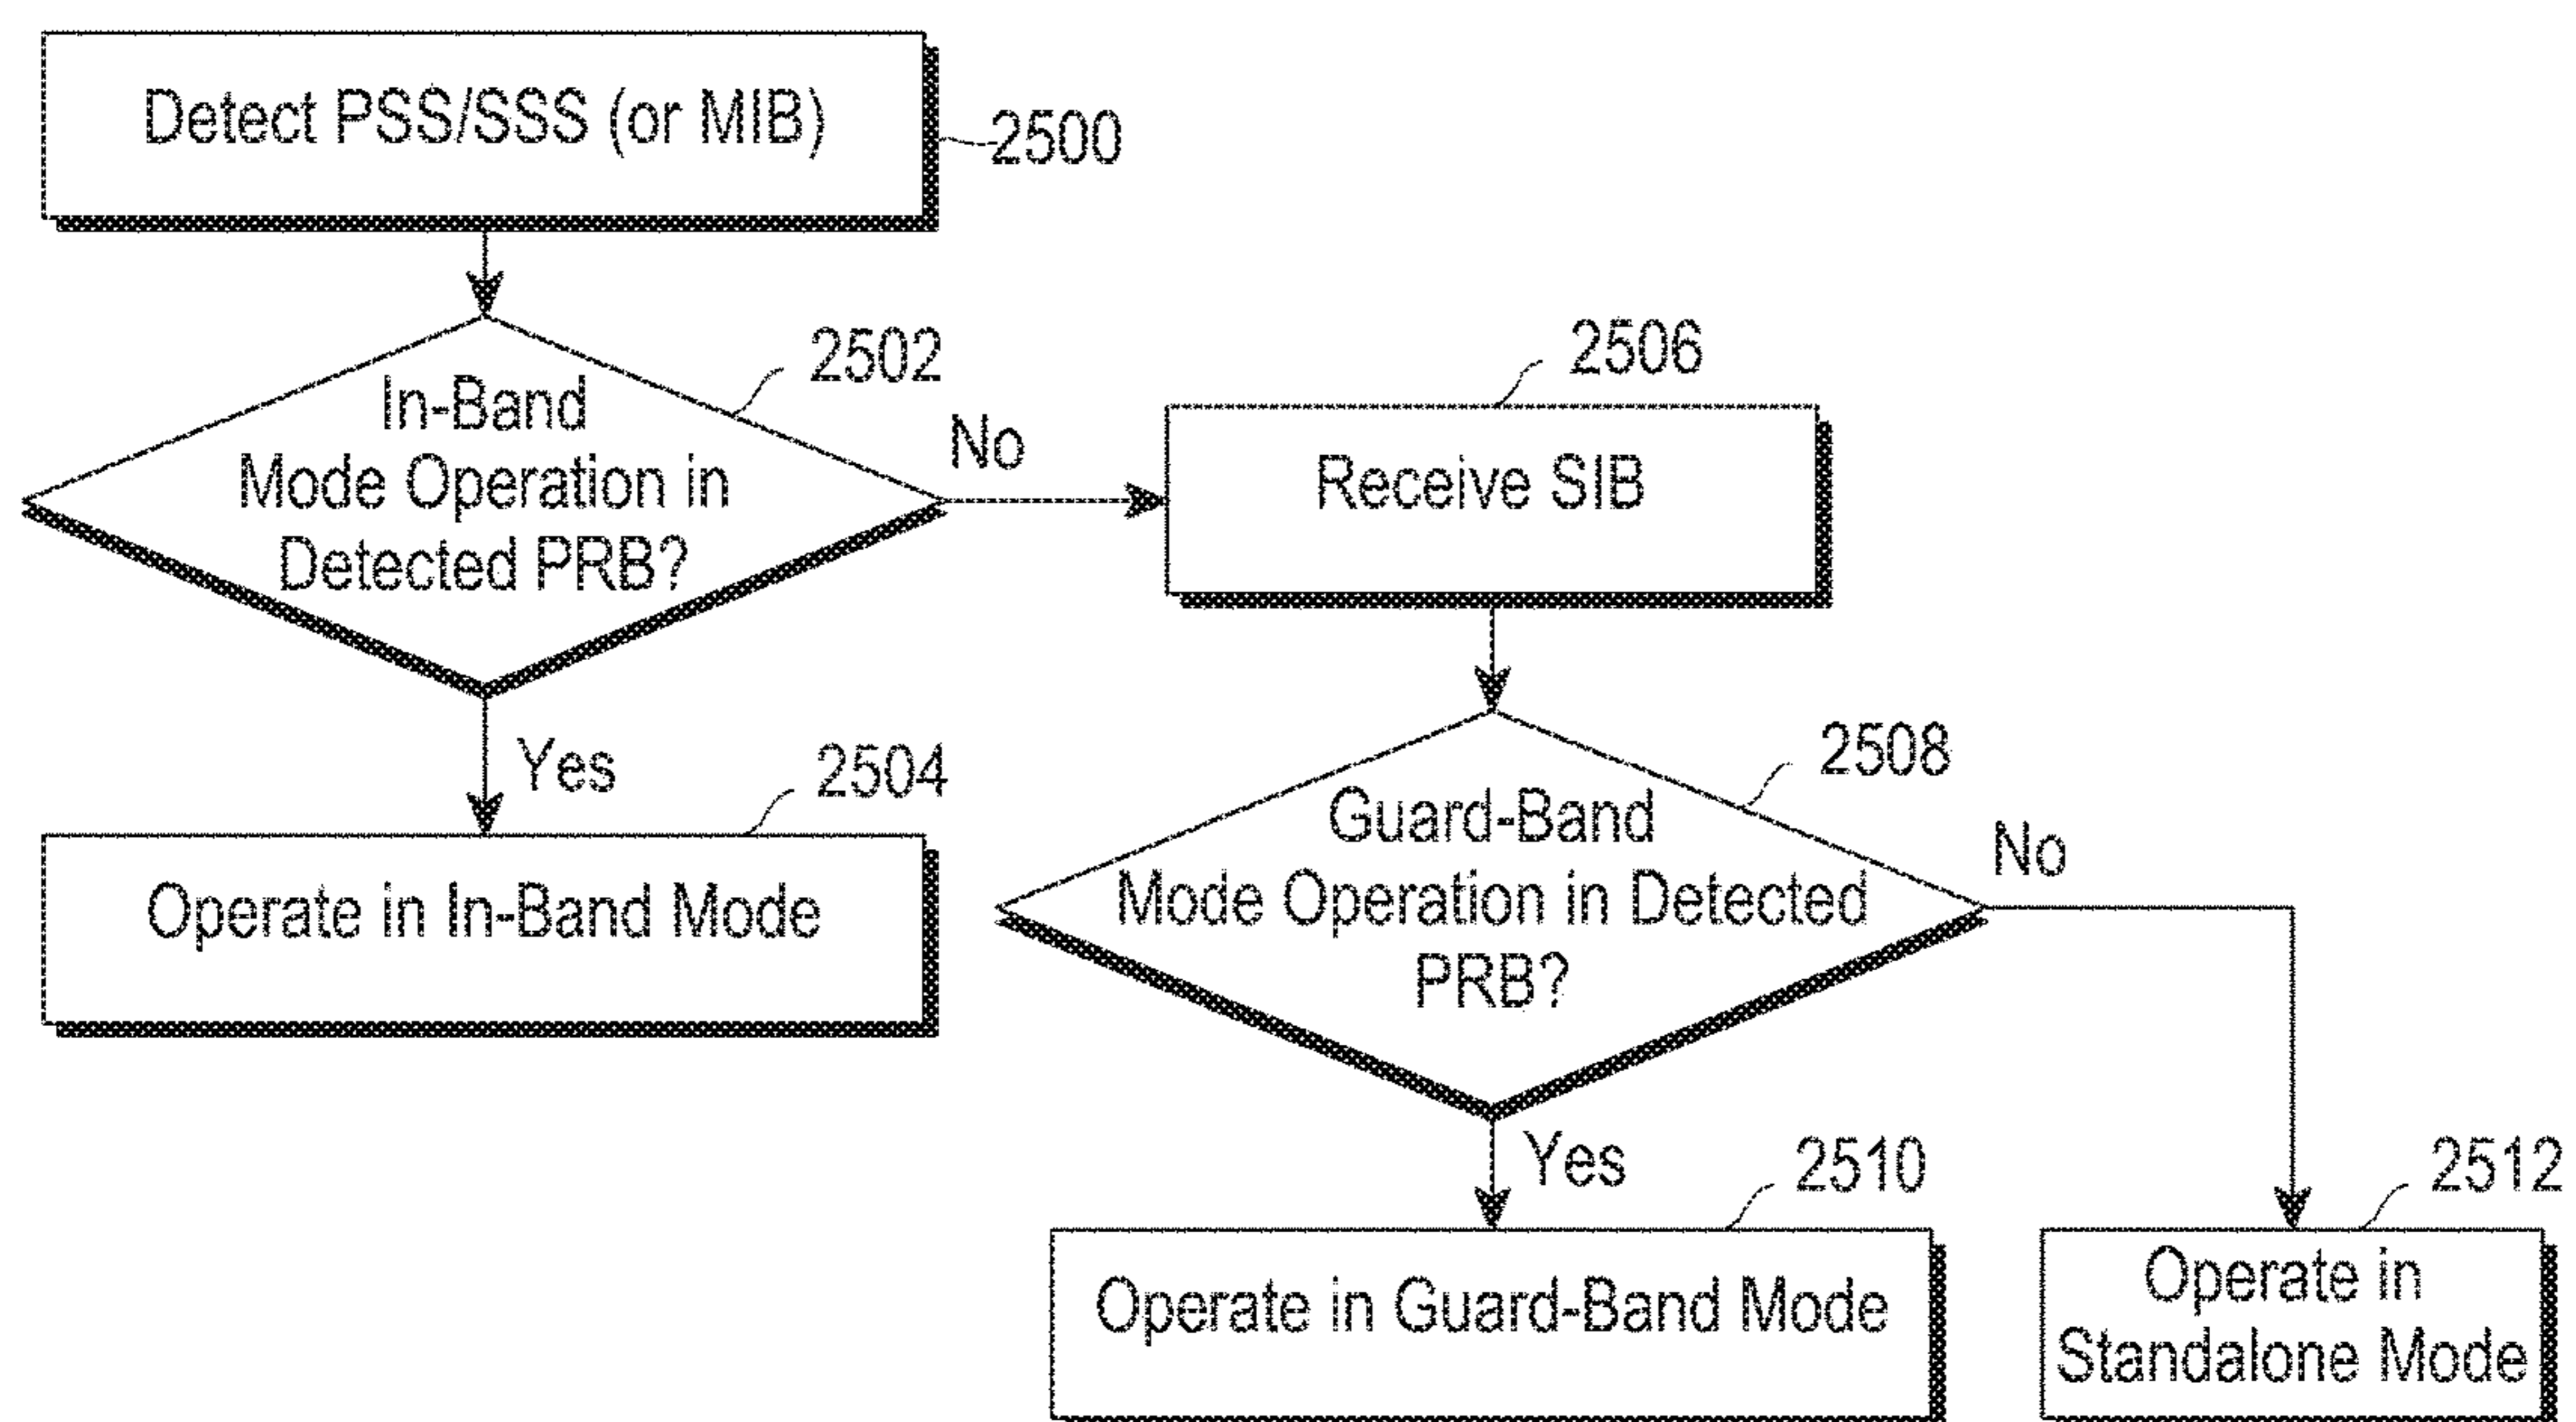 Detect PSS/SSS (or MIB)
2500
2502
In-Band
Mode Operation in
Detected PRB?
No
2506
Receive SIB
Yes
2504
Operate in In-Band Mode
2508
Guard-Band
Mode Operation in Detected
PRB?
No
Yes
2510
Operate in Guard-Band Mode
2512
Operate in
Standalone Mode